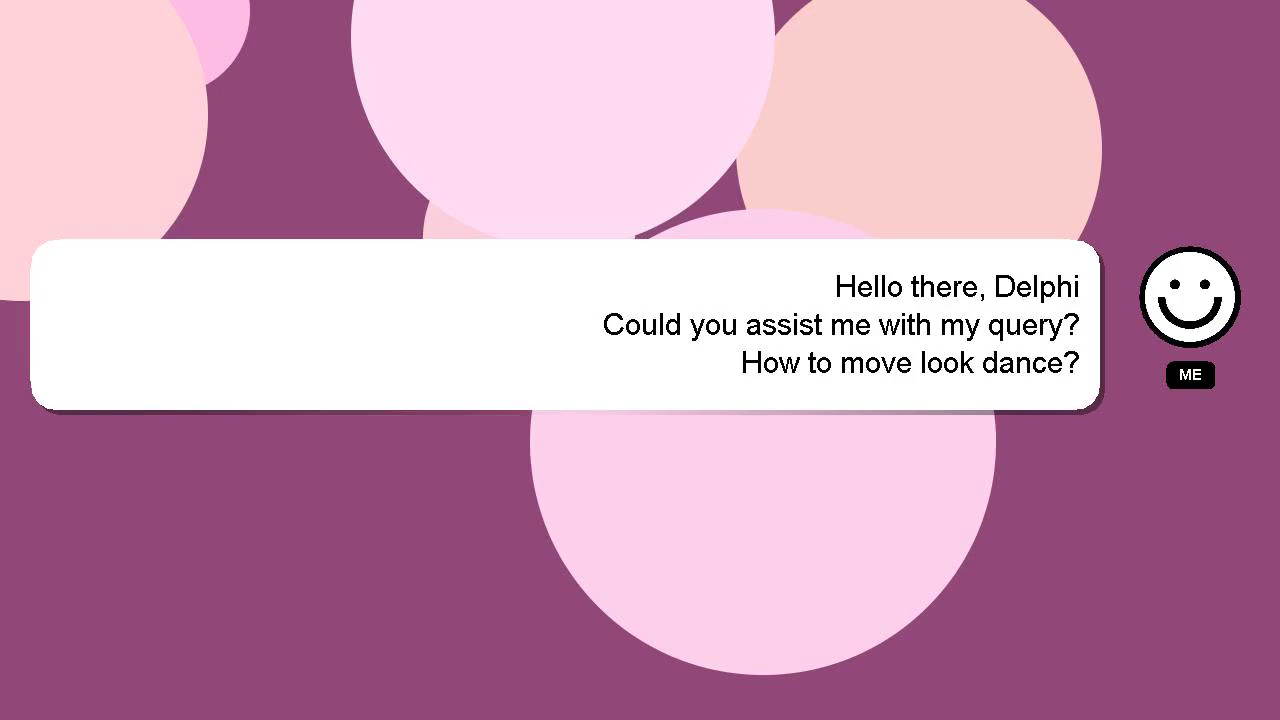 Hello there, Delphi
Could you assist me with my query?
How to move look dance?
ME